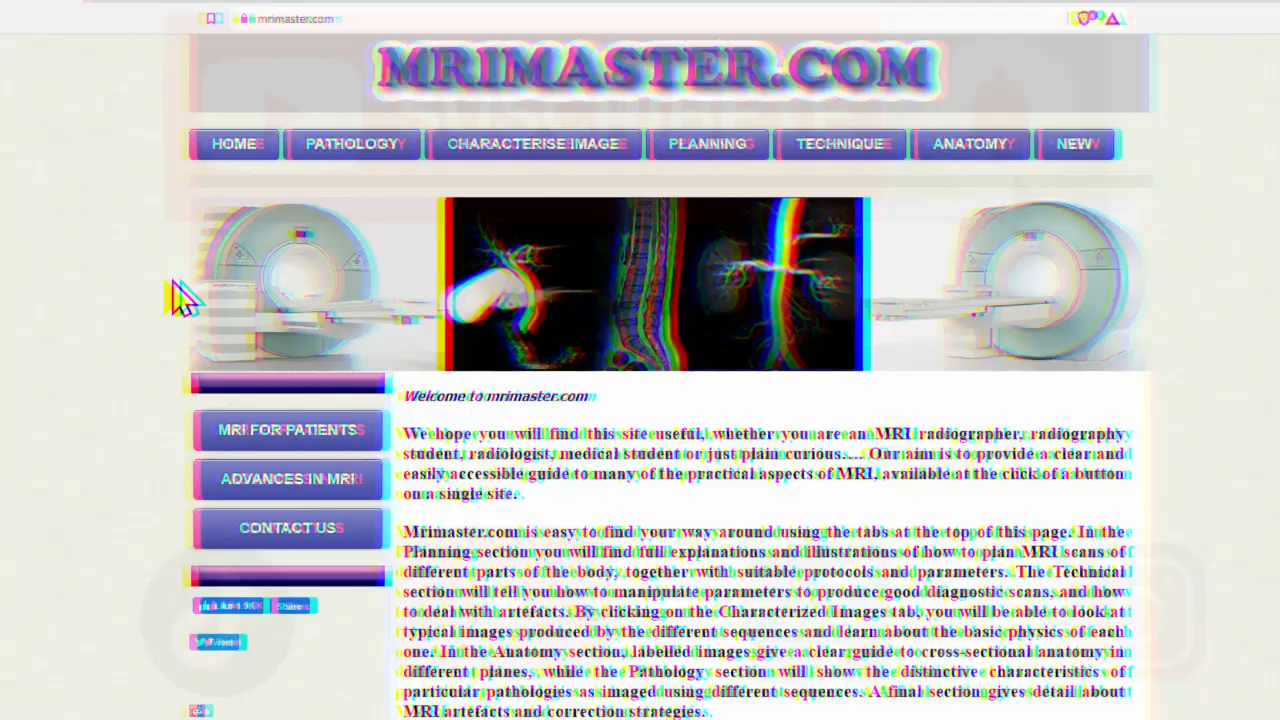 mrimaster.com
MRIMASTER.COM
HOME PATHOLOGY CHARACTERISE IMAGE PLANNING TECHNIQUE ANATOMY NEW
Welcome to mrimaster.com
MRI FOR PATIENTS
ADVANCES IN MRI
CONTACT US
Like 1.9K Share
Tweet
We hope you will find this site useful, whether you are an MRI radiographer, radiography
student, radiologist, medical student or just plain curious.... Our aim is to provide a clear and
easily accessible guide to many of the practical aspects of MRI, available at the click of a button
on a single site.
Mrimaster.com is easy to find your way around using the tabs at the top of this page. In the
Planning section you will find full explanations and illustrations of how to plan MRI scans of
different parts of the body, together with suitable protocols and parameters. The Technical
section will tell you how to manipulate parameters to produce good diagnostic scans, and how
to deal with artefacts. By clicking on the Characterized Images tab, you will be able to look at
typical images produced by the different sequences and learn about the basic physics of each
one. In the Anatomy section, labelled images give a clear guide to cross-sectional anatomy in
different planes, while the Pathology section will show the distinctive characteristics of
particular pathologies as imaged using different sequences. A final section gives detail about
MRI artefacts and correction strategies.